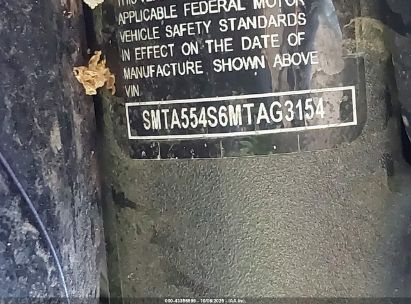 APPLICABLE FEDERAL MOTOR
VEHICLE SAFETY STANDARDS
IN EFFECT ON THE DATE OF
MANUFACTURE SHOWN ABOVE
VIN
SMTA554S6MTAG3154